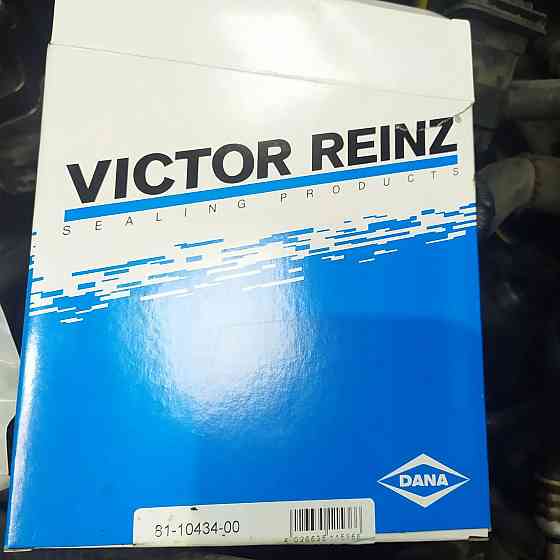 VICTOR REINZ
SEALING PRODUCTS
DANA
81-10434-00